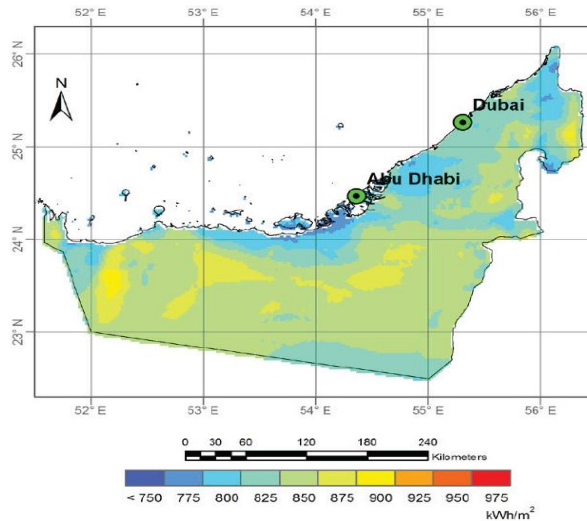 52° E 53° E 54° E 55° E 56° E
26° N
N
Dubai
25° N
Abu Dhabi
24° N
23° N
52° E 53° E 54° E 55° E 56° E
0 30 60 120 180 240
Kilometers
< 750 775 800 825 850 875 900 925 950 975
kWh/m²